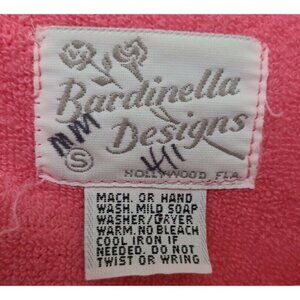 Bardinella
Designs
MM
S
HOLLYWOOD, FLA.
MACH. OR HAND
WASH. MILD SOAP
WASHER/DRYER
WARM. NO BLEACH
COOL IRON IF
NEEDED. DO NOT
TWIST OR WRING